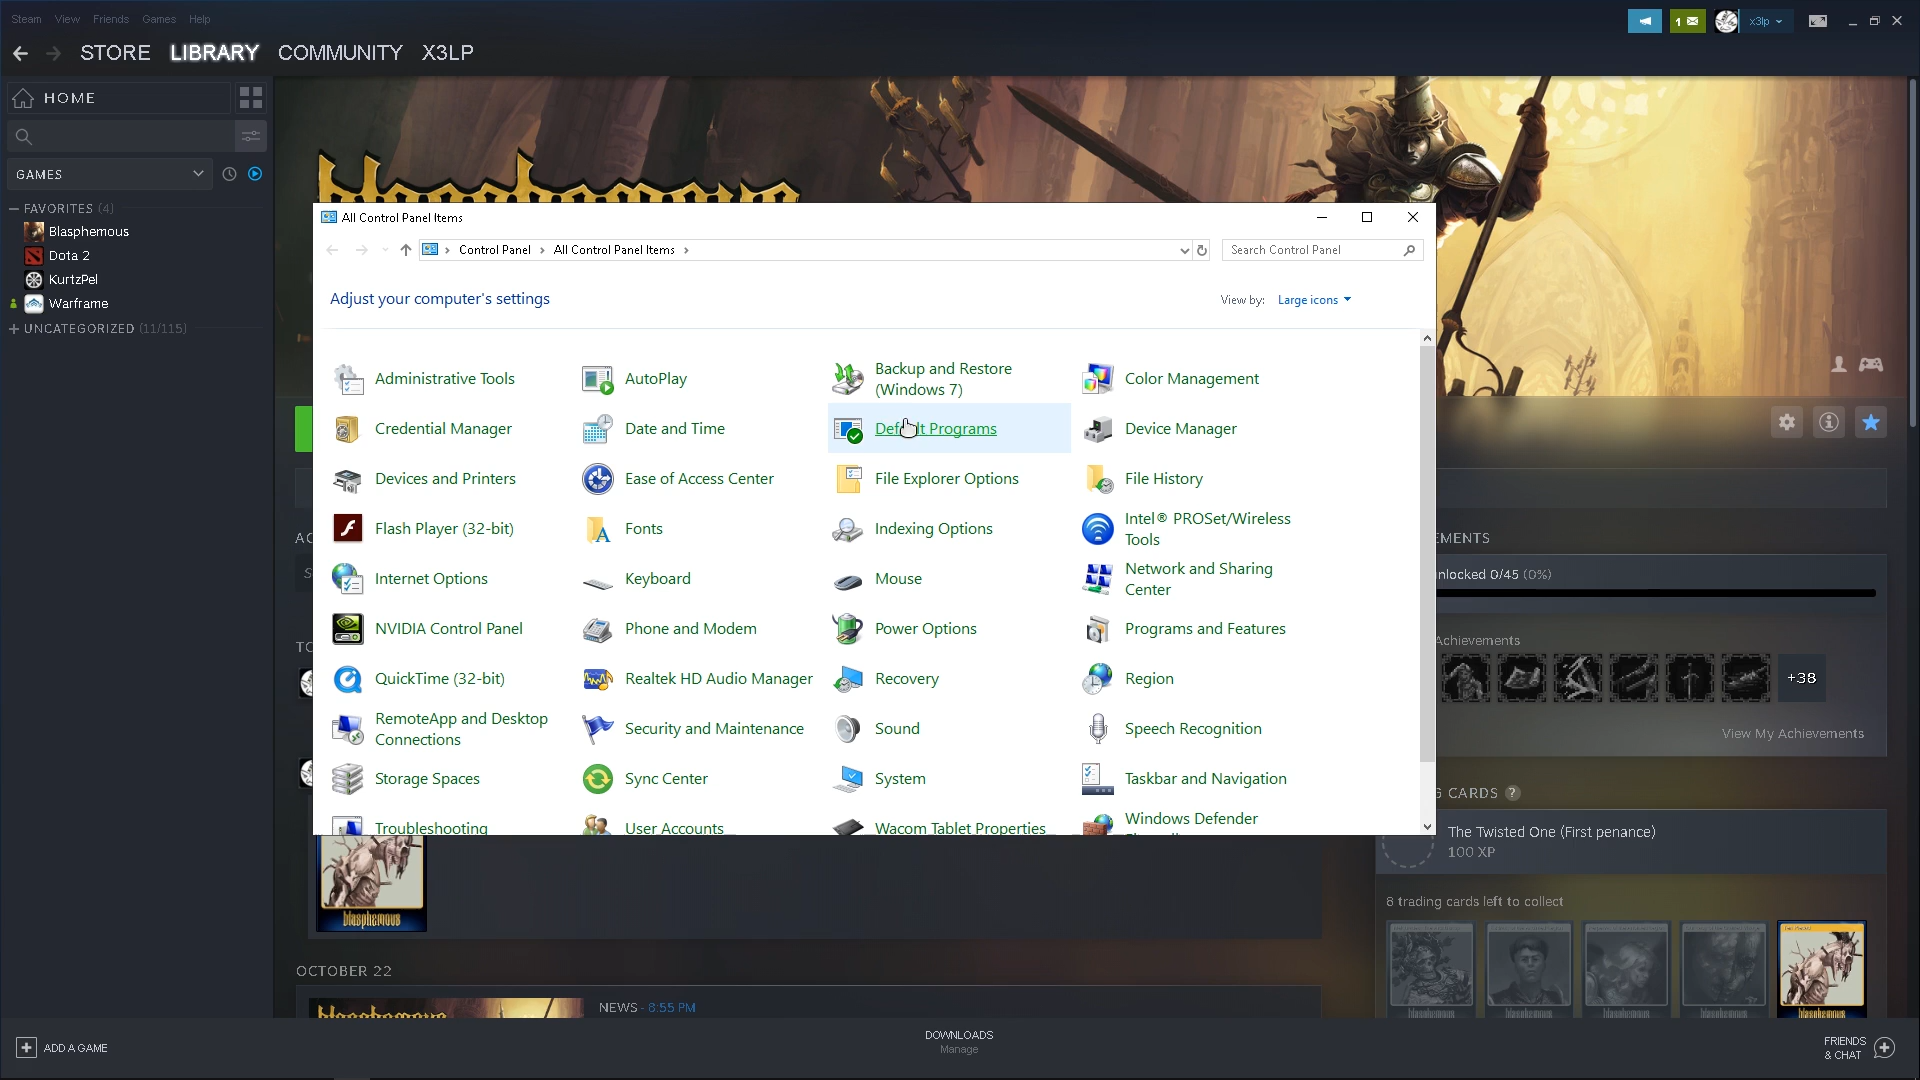 Steam View Friends Games Help
1 x3lp
STORE LIBRARY COMMUNITY X3LP
HOME
GAMES
FAVORITES (4)
Blasphemous
Dota 2
KurtzPel
Warframe
UNCATEGORIZED (11/115)
blasphemous
All Control Panel Items
Control Panel All Control Panel Items
Search Control Panel
Adjust your computer's settings
View by: Large icons
Administrative Tools
AutoPlay
Backup and Restore
(Windows 7)
Color Management
Credential Manager
Date and Time
Default Programs
Device Manager
Devices and Printers
Ease of Access Center
File Explorer Options
File History
Flash Player (32-bit)
Fonts
Indexing Options
Intel® PROSet/Wireless
Tools
Internet Options
Keyboard
Mouse
Network and Sharing
Center
NVIDIA Control Panel
Phone and Modem
Power Options
Programs and Features
QuickTime (32-bit)
Realtek HD Audio Manager
Recovery
Region
RemoteApp and Desktop
Connections
Security and Maintenance
Sound
Speech Recognition
Storage Spaces
Sync Center
System
Taskbar and Navigation
Troubleshooting
User Accounts
Wacom Tablet Properties
Windows Defender
AC
S
TO
EMENTS
nlocked 0/45 (0%)
Achievements
+38
View My Achievements
G CARDS ?
The Twisted One (First penance)
100 XP
8 trading cards left to collect
blasphemous
OCTOBER 22
NEWS - 8:55 PM
blasphemous
ADD A GAME
DOWNLOADS
Manage
FRIENDS
& CHAT